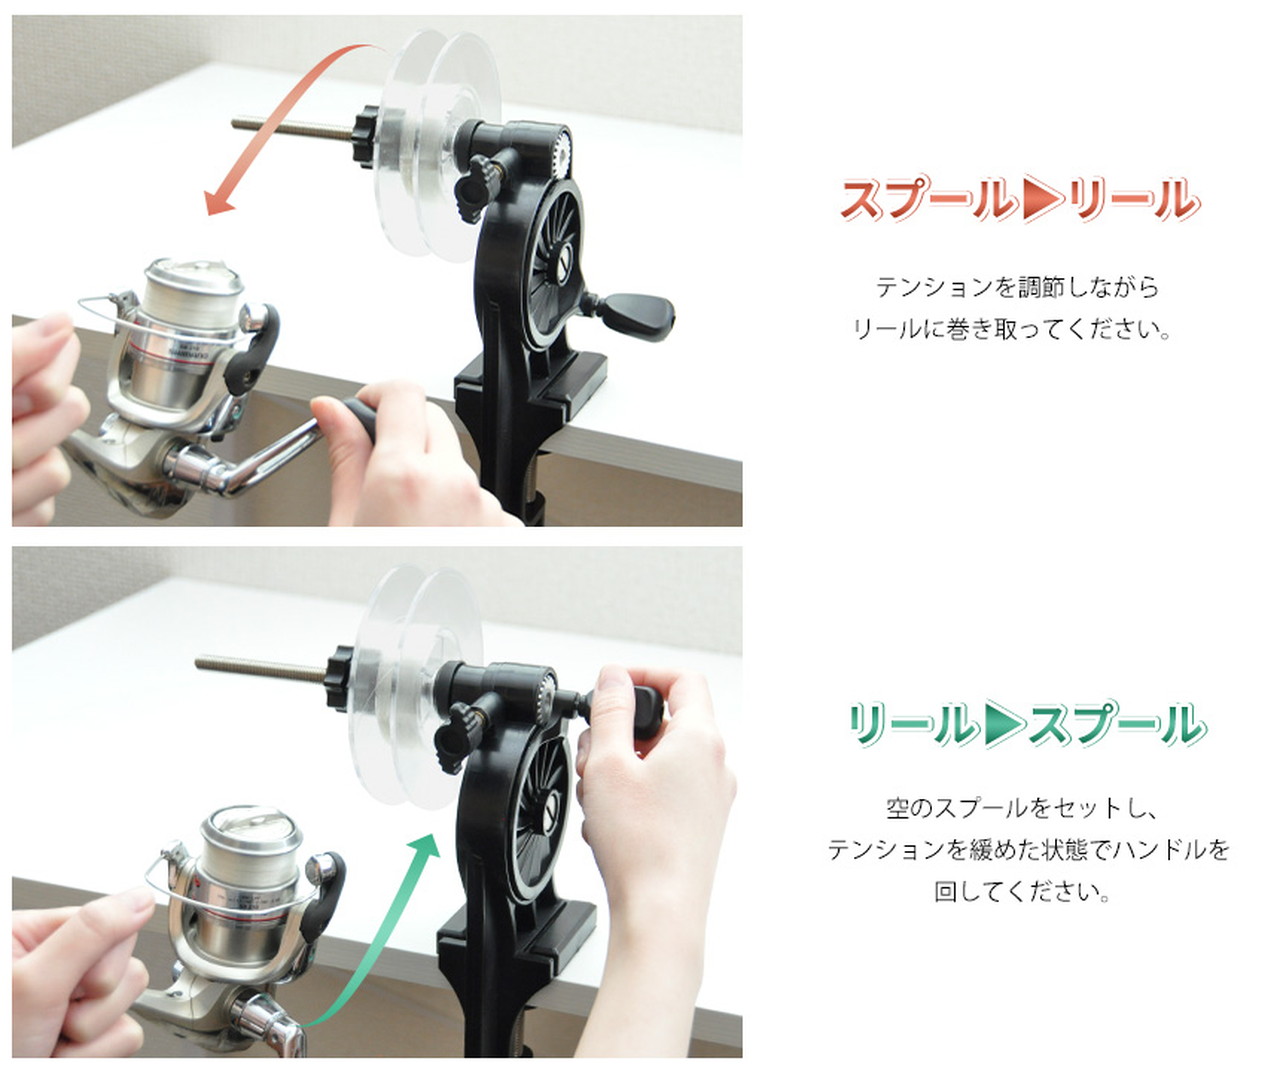 スプール▶リール
テンションを調節しながら
リールに巻き取ってください。
リール▶スプール
空のスプールをセットし、
テンションを緩めた状態でハンドルを
回してください。